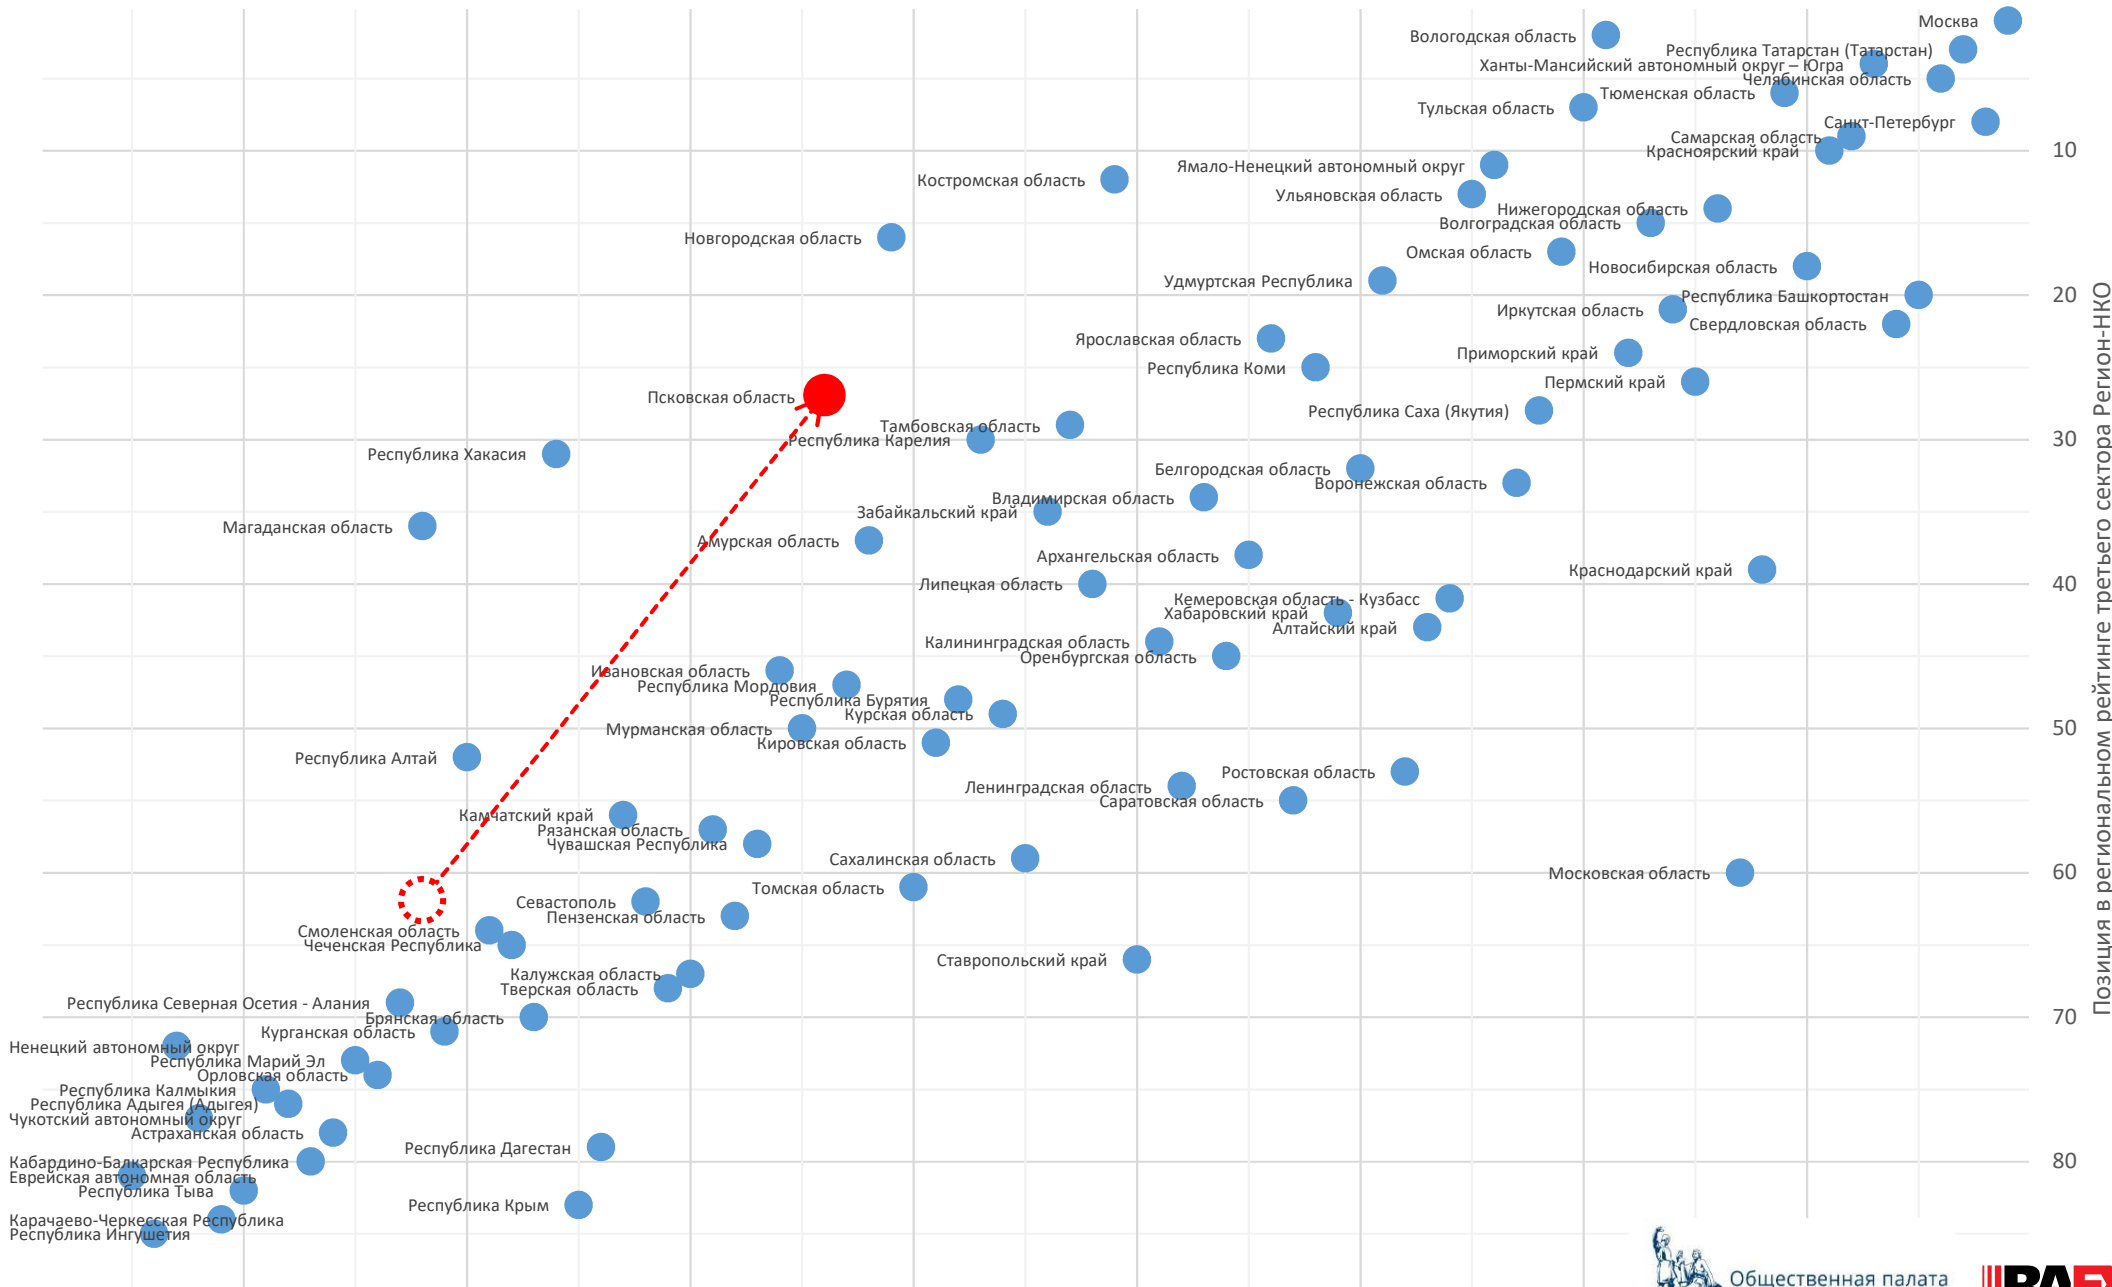 Москва
Вологодская область
Республика Татарстан (Татарстан)
Ханты-Мансийский автономный округ – Югра
Челябинская область
Тюменская область
Тульская область
Санкт-Петербург
Самарская область
Красноярский край
10
Ямало-Ненецкий автономный округ
Костромская область
Ульяновская область
Нижегородская область
Волгоградская область
Новгородская область
Омская область
Новосибирская область
Удмуртская Республика
Республика Башкортостан
20
Иркутская область
Свердловская область
Ярославская область
Приморский край
Республика Коми
Пермский край
Псковская область
Республика Саха (Якутия)
Тамбовская область
Республика Карелия
30
Республика Хакасия
Белгородская область
Воронежская область
Владимирская область
Забайкальский край
Магаданская область
Амурская область
Архангельская область
Краснодарский край
Липецкая область
40
Кемеровская область - Кузбасс
Хабаровский край
Алтайский край
Калининградская область
Оренбургская область
Ивановская область
Республика Мордовия
Республика Бурятия
Курская область
Мурманская область
50
Кировская область
Республика Алтай
Ростовская область
Ленинградская область
Саратовская область
Камчатский край
Рязанская область
Чувашская Республика
Сахалинская область
Московская область
60
Томская область
Севастополь
Пензенская область
Смоленская область
Чеченская Республика
Ставропольский край
Калужская область
Тверская область
Республика Северная Осетия - Алания
Брянская область
70
Курганская область
Ненецкий автономный округ
Республика Марий Эл
Орловская область
Республика Калмыкия
Республика Адыгея (Адыгея)
Чукотский автономный округ
Астраханская область
Республика Дагестан
Кабардино-Балкарская Республика
80
Еврейская автономная область
Республика Тыва
Республика Крым
Карачаево-Черкесская Республика
Республика Ингушетия
Позиция в региональном рейтинге третьего сектора Регион-НКО
Общественная палата